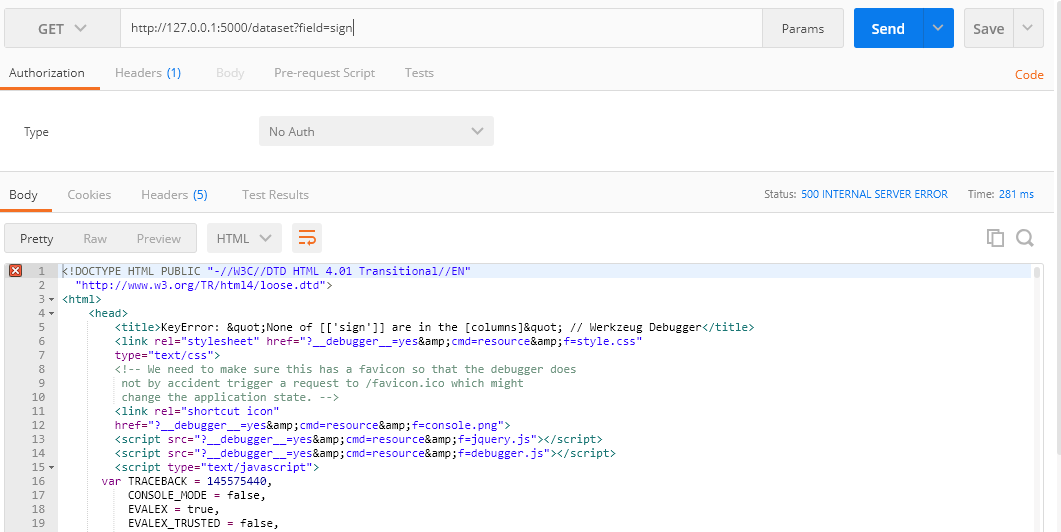 GET http://127.0.0.1:5000/dataset?field=sign Params Send Save
Authorization Headers (1) Body Pre-request Script Tests Code
Type No Auth
Body Cookies Headers (5) Test Results Status: 500 INTERNAL SERVER ERROR Time: 281 ms
Pretty Raw Preview HTML
1 <!DOCTYPE HTML PUBLIC "-//W3C//DTD HTML 4.01 Transitional//EN"
2 "http://www.w3.org/TR/html4/loose.dtd">
3 <html>
4 <head>
5 <title>KeyError: &quot;None of [['sign']] are in the [columns]&quot; // Werkzeug Debugger</title>
6 <link rel="stylesheet" href="?__debugger__=yes&amp;cmd=resource&amp;f=style.css"
7 type="text/css">
8 <!-- We need to make sure this has a favicon so that the debugger does
9 not by accident trigger a request to /favicon.ico which might
10 change the application state. -->
11 <link rel="shortcut icon"
12 href="?__debugger__=yes&amp;cmd=resource&amp;f=console.png">
13 <script src="?__debugger__=yes&amp;cmd=resource&amp;f=jquery.js"></script>
14 <script src="?__debugger__=yes&amp;cmd=resource&amp;f=debugger.js"></script>
15 <script type="text/javascript">
16 var TRACEBACK = 145575440,
17 CONSOLE_MODE = false,
18 EVALEX = true,
19 EVALEX_TRUSTED = false,